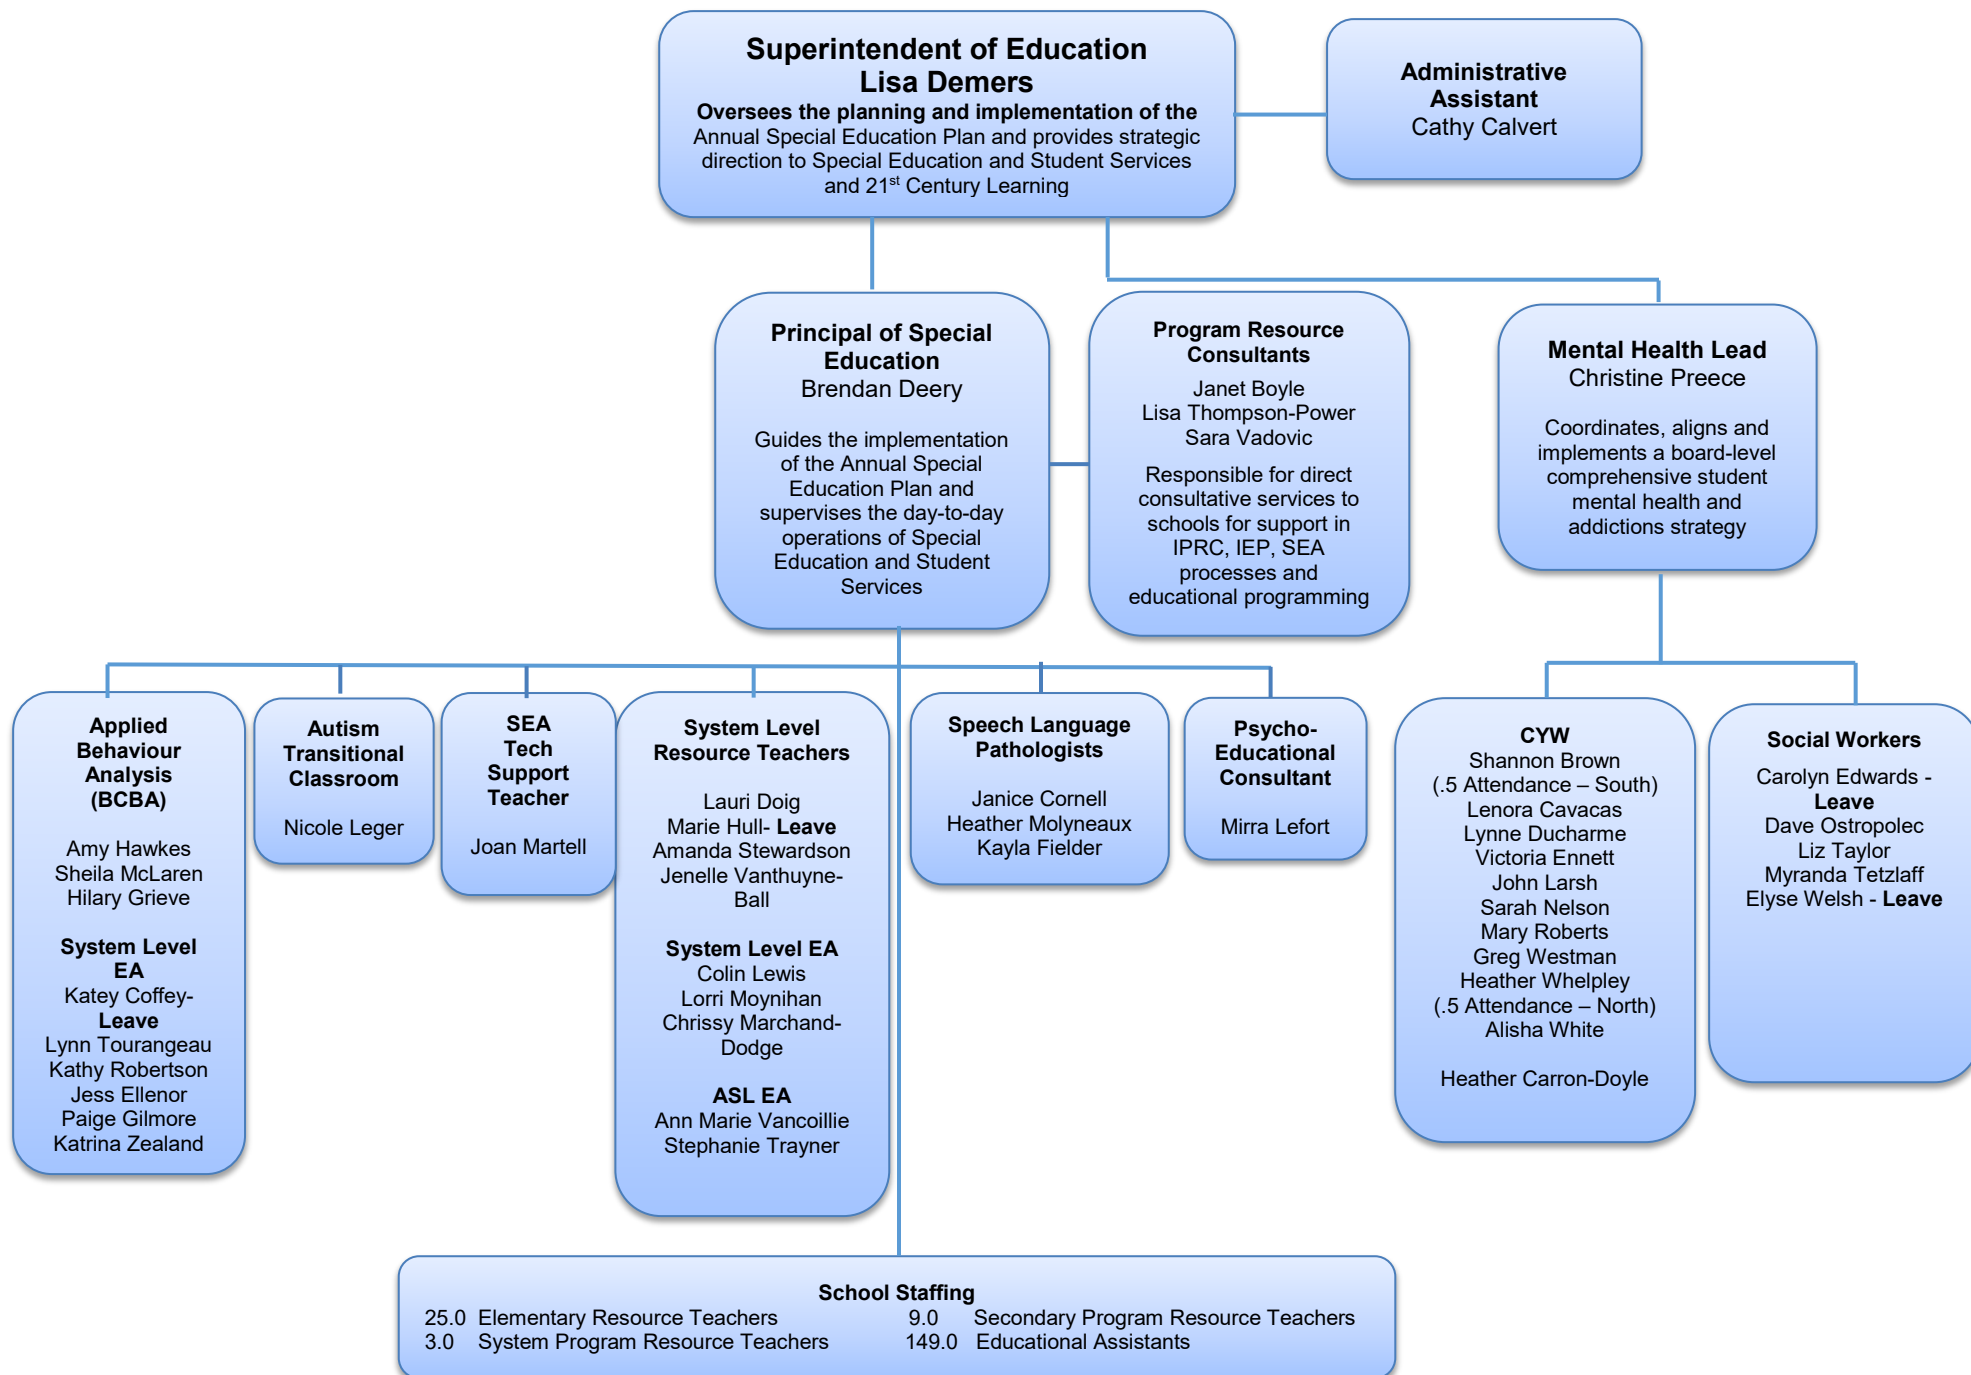 Superintendent of Education
Lisa Demers
Oversees the planning and implementation of the
Annual Special Education Plan and provides strategic
direction to Special Education and Student Services
and 21st Century Learning
Administrative
Assistant
Cathy Calvert
Principal of Special
Education
Brendan Deery
Guides the implementation
of the Annual Special
Education Plan and
supervises the day-to-day
operations of Special
Education and Student
Services
Program Resource
Consultants
Janet Boyle
Lisa Thompson-Power
Sara Vadovic
Responsible for direct
consultative services to
schools for support in
IPRC, IEP, SEA
processes and
educational programming
Mental Health Lead
Christine Preece
Coordinates, aligns and
implements a board-level
comprehensive student
mental health and
addictions strategy
Applied
Behaviour
Analysis
(BCBA)
Amy Hawkes
Sheila McLaren
Hilary Grieve
System Level
EA
Katey Coffey-
Leave
Lynn Tourangeau
Kathy Robertson
Jess Ellenor
Paige Gilmore
Katrina Zealand
Autism
Transitional
Classroom
Nicole Leger
SEA
Tech
Support
Teacher
Joan Martell
System Level
Resource Teachers
Lauri Doig
Marie Hull- Leave
Amanda Stewardson
Jenelle Vanthuyne-
Ball
System Level EA
Colin Lewis
Lorri Moynihan
Chrissy Marchand-
Dodge
ASL EA
Ann Marie Vancoillie
Stephanie Trayner
Speech Language
Pathologists
Janice Cornell
Heather Molyneaux
Kayla Fielder
Psycho-
Educational
Consultant
Mirra Lefort
CYW
Shannon Brown
(.5 Attendance – South)
Lenora Cavacas
Lynne Ducharme
Victoria Ennett
John Larsh
Sarah Nelson
Mary Roberts
Greg Westman
Heather Whelpley
(.5 Attendance – North)
Alisha White
Heather Carron-Doyle
Social Workers
Carolyn Edwards -
Leave
Dave Ostropolec
Liz Taylor
Myranda Tetzlaff
Elyse Welsh - Leave
School Staffing
25.0 Elementary Resource Teachers 9.0 Secondary Program Resource Teachers
3.0 System Program Resource Teachers 149.0 Educational Assistants